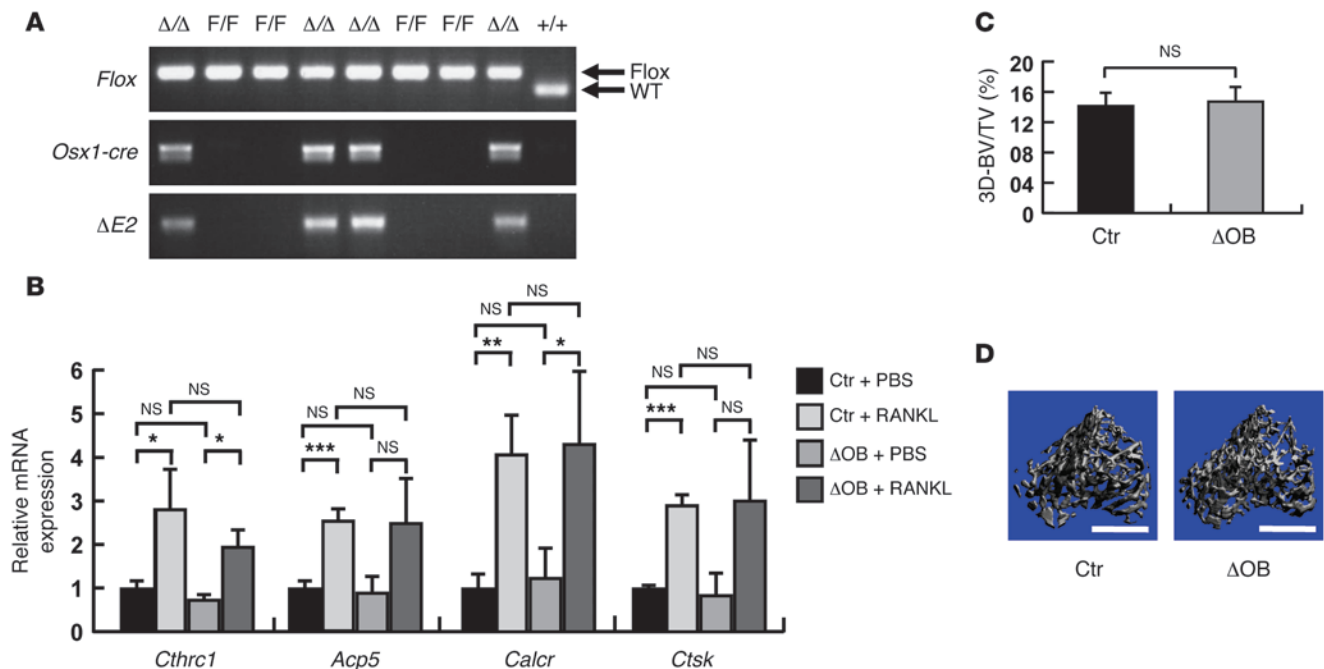 A
Δ/Δ F/F F/F Δ/Δ Δ/Δ F/F F/F Δ/Δ +/+
Flox
Flox
WT
Osx1-cre
ΔE2
B
Relative mRNA
expression
6
5
4
3
2
1
0
NS
NS
*
*
NS
NS
***
NS
NS
NS
**
*
NS
NS
***
NS
Cthrc1 Acp5 Calcr Ctsk
Ctr + PBS
Ctr + RANKL
ΔOB + PBS
ΔOB + RANKL
C
3D-BV/TV (%)
20
16
12
08
04
0
NS
Ctr ΔOB
D
Ctr ΔOB